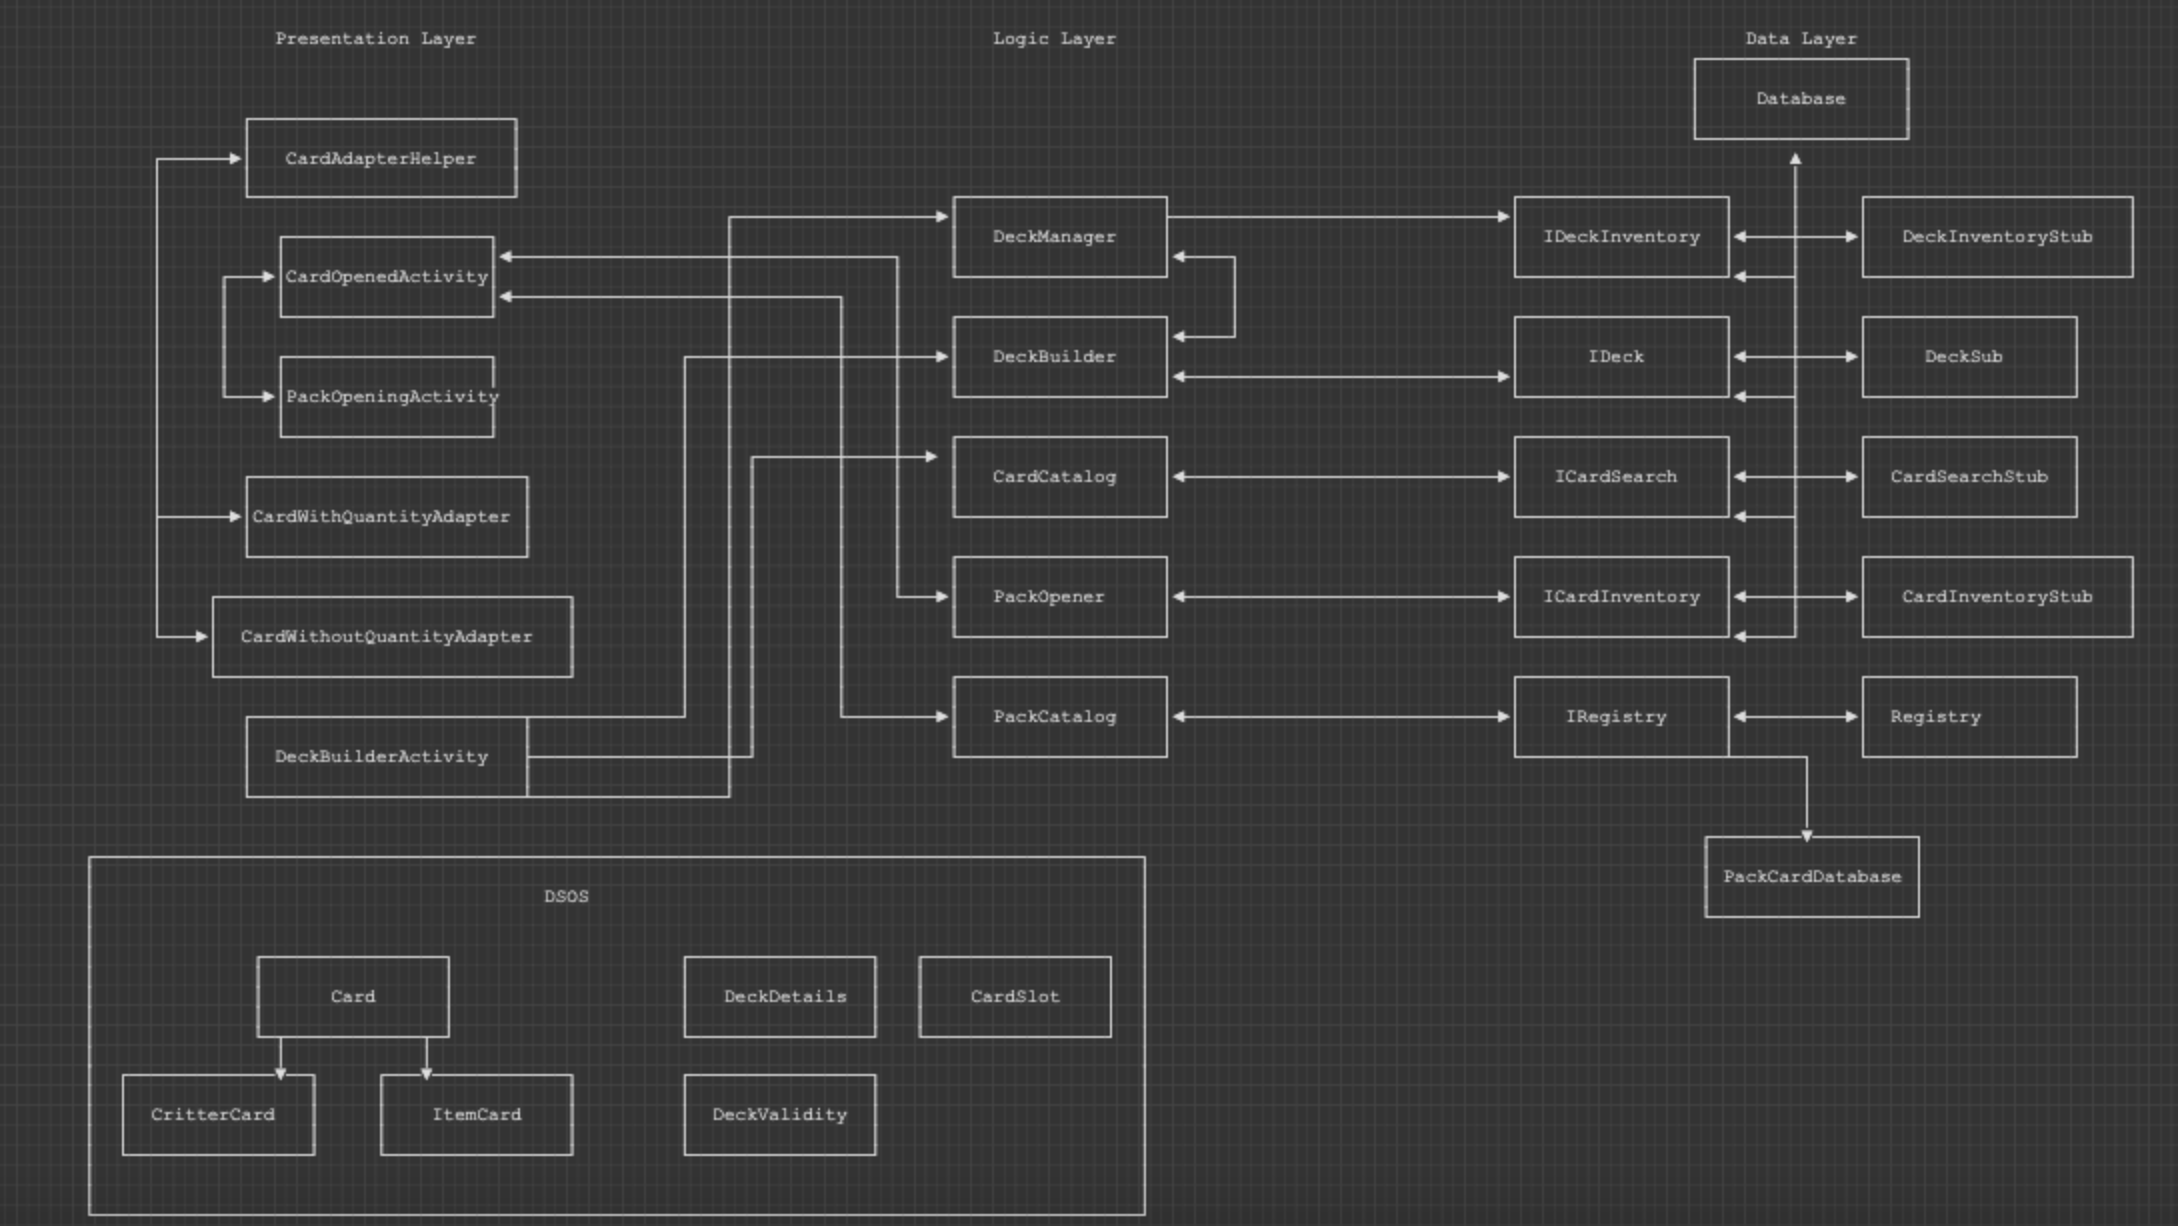 Presentation Layer
Logic Layer
Data Layer
Database
CardAdapterHelper
CardOpenedActivity
PackOpeningActivity
CardWithQuantityAdapter
CardWithoutQuantityAdapter
DeckBuilderActivity
DeckManager
DeckBuilder
CardCatalog
PackOpener
PackCatalog
IDeckInventory
IDeck
ICardSearch
ICardInventory
IRegistry
DeckInventoryStub
DeckSub
CardSearchStub
CardInventoryStub
Registry
PackCardDatabase
DSOS
Card
DeckDetails
CardSlot
CritterCard
ItemCard
DeckValidity